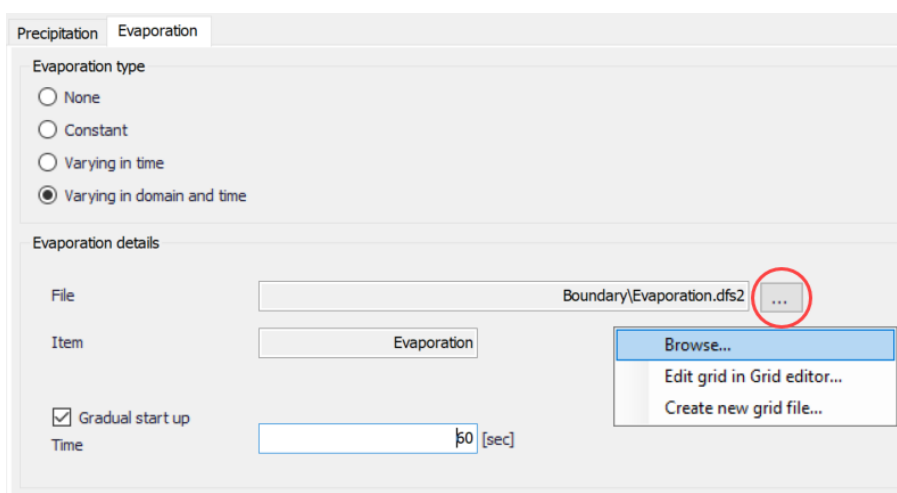 Precipitation Evaporation
Evaporation type
None
Constant
Varying in time
Varying in domain and time
Evaporation details
File Boundary\Evaporation.dfs2 ...
Item Evaporation
Browse...
Edit grid in Grid editor...
Create new grid file...
Gradual start up
Time 60 [sec]